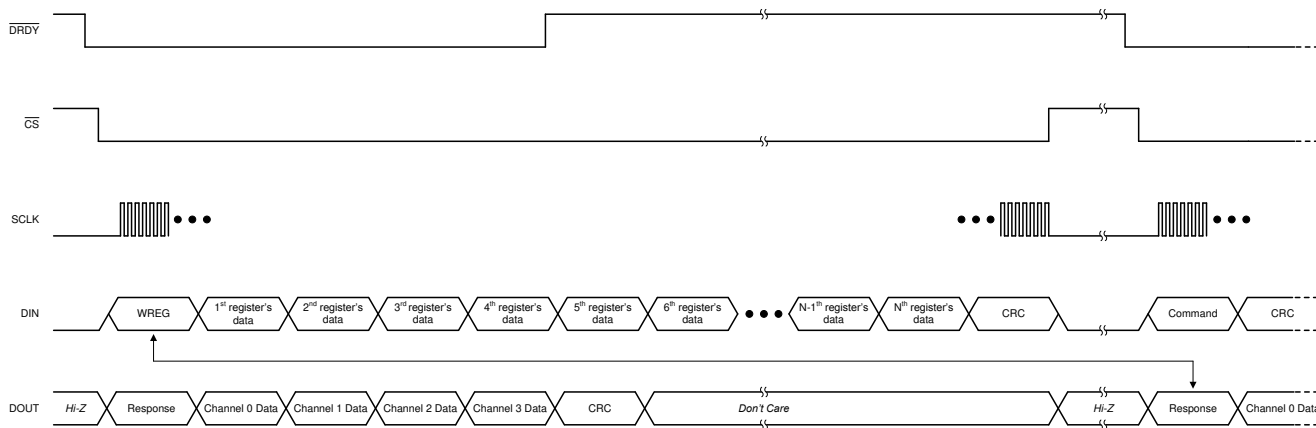 DRDY
CS
SCLK
DIN
WREG
1st register's
data
2nd register's
data
3rd register's
data
4th register's
data
5th register's
data
6th register's
data
N-1th register's
data
Nth register's
data
CRC
Command
CRC
DOUT
Hi-Z
Response
Channel 0 Data
Channel 1 Data
Channel 2 Data
Channel 3 Data
CRC
Don't Care
Hi-Z
Response
Channel 0 Data